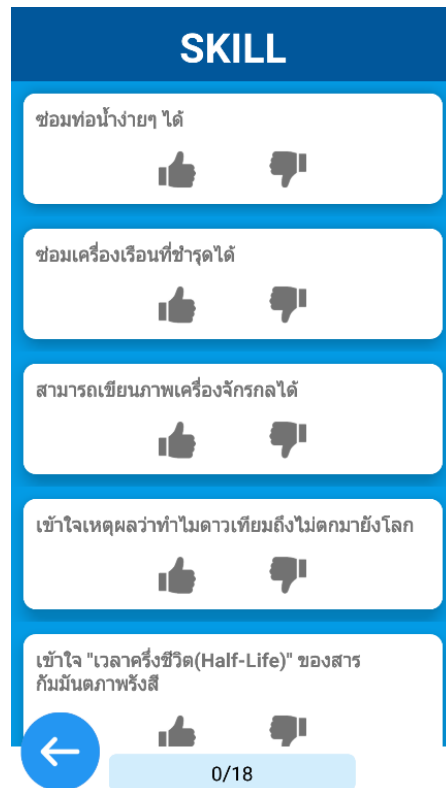 SKILL
ซ่อมท่อน้ำง่ายๆ ได้
ซ่อมเครื่องเรือนที่ชำรุดได้
สามารถเขียนภาพเครื่องจักรกลได้
เข้าใจเหตุผลว่าทำไมดาวเทียมถึงไม่ตกมายังโลก
เข้าใจ "เวลาครึ่งชีวิต(Half-Life)" ของสาร
กัมมันตภาพรังสี
0/18